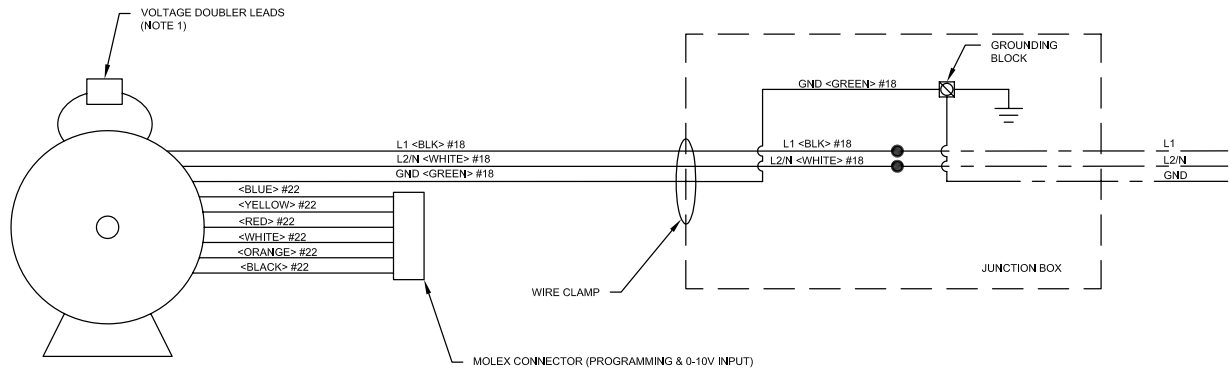 VOLTAGE DOUBLER LEADS
(NOTE 1)
GROUNDING
BLOCK
GND <GREEN> #18
L1 <BLK> #18
L2/N <WHITE> #18
GND <GREEN> #18
L1 <BLK> #18
L2/N <WHITE> #18
L1
L2/N
GND
<BLUE> #22
<YELLOW> #22
<RED> #22
<WHITE> #22
<ORANGE> #22
<BLACK> #22
JUNCTION BOX
WIRE CLAMP
MOLEX CONNECTOR (PROGRAMMING & 0-10V INPUT)